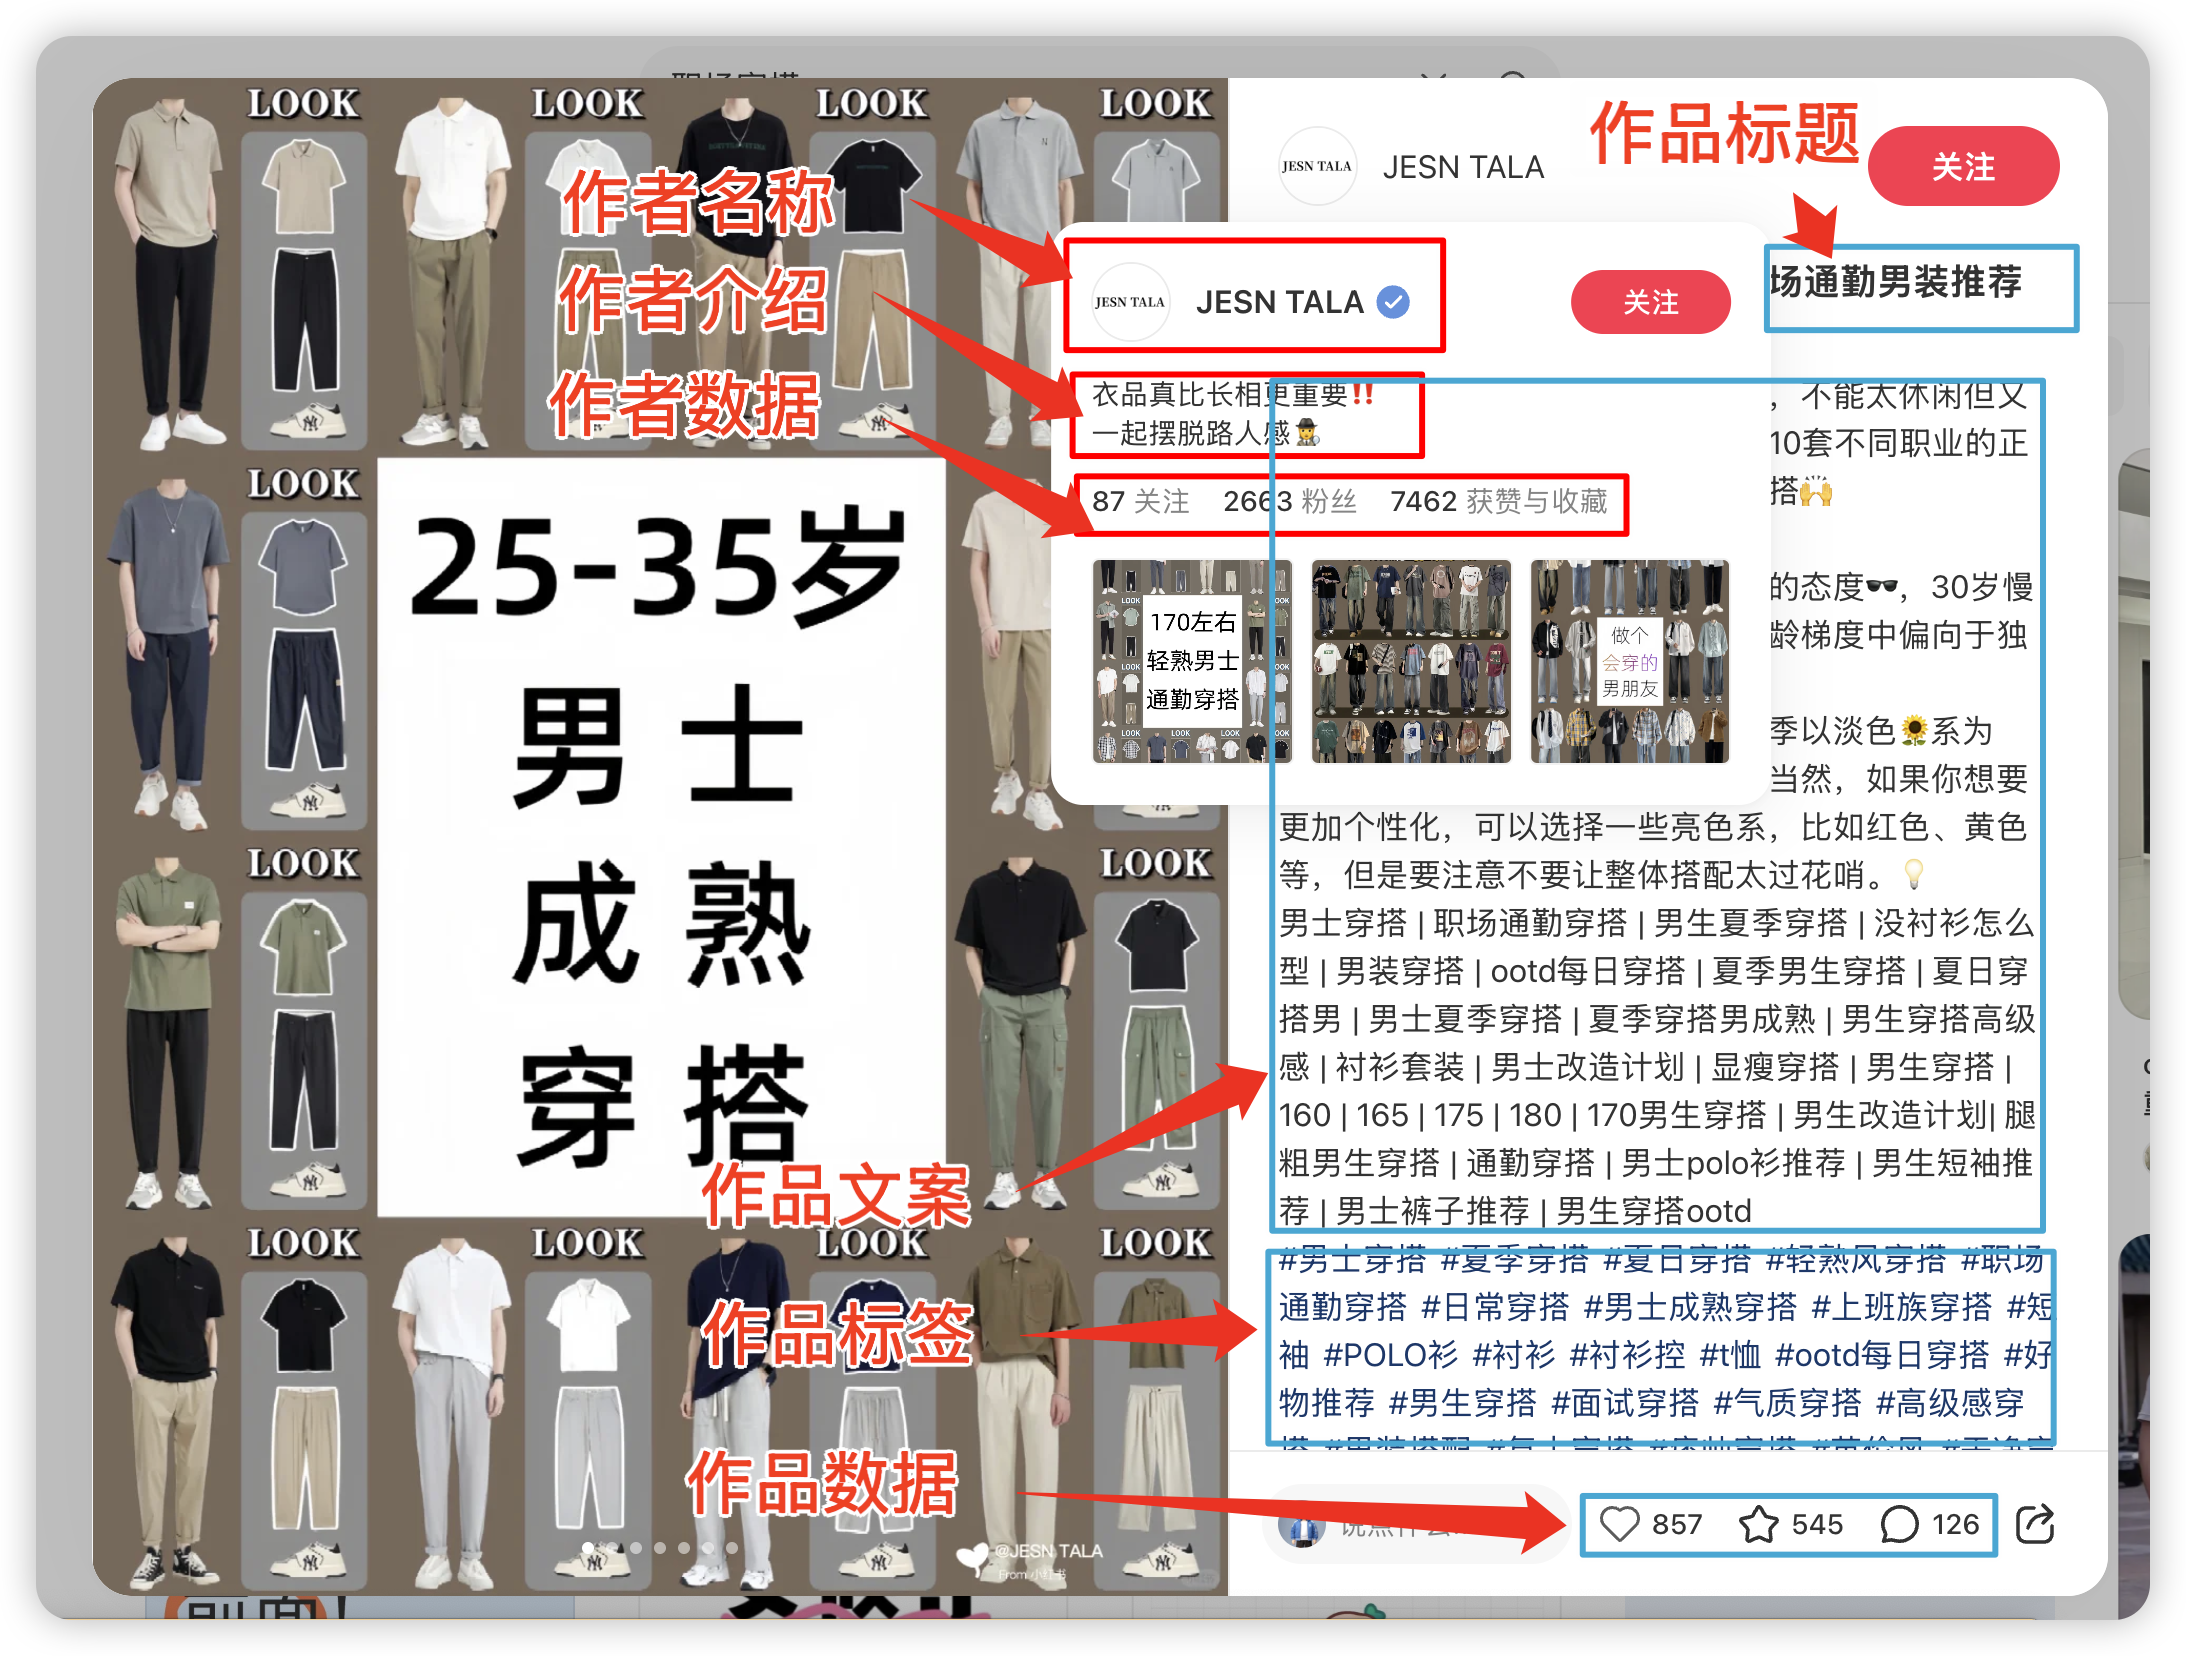 LOOK LOOK LOOK LOOK
作者名称
作者介绍
作者数据
LOOK
25-35岁
男士
成熟
穿搭
LOOK
LOOK
作品文案
LOOK LOOK LOOK LOOK
作品标签
作品数据
@JESN TALA
From 小红书
作品标题
JESN TALA
JESN TALA
关注
场通勤男装推荐
JESN TALA
JESN TALA
关注
衣品真比长相更重要‼️
一起摆脱路人感🕵️
87 关注 2663 粉丝 7462 获赞与收藏
170左右
轻熟男士
通勤穿搭
做个
会穿的
男朋友
，不能太休闲但又
10套不同职业的正
搭🙌
的态度🕶️，30岁慢
龄梯度中偏向于独
季以淡色🌻系为
当然，如果你想要
更加个性化，可以选择一些亮色系，比如红色、黄色
等，但是要注意不要让整体搭配太过花哨。💡
男士穿搭 | 职场通勤穿搭 | 男生夏季穿搭 | 没衬衫怎么
型 | 男装穿搭 | ootd每日穿搭 | 夏季男生穿搭 | 夏日穿
搭男 | 男士夏季穿搭 | 夏季穿搭男成熟 | 男生穿搭高级
感 | 衬衫套装 | 男士改造计划 | 显瘦穿搭 | 男生穿搭 |
160 | 165 | 175 | 180 | 170男生穿搭 | 男生改造计划| 腿
粗男生穿搭 | 通勤穿搭 | 男士polo衫推荐 | 男生短袖推
荐 | 男士裤子推荐 | 男生穿搭ootd
#男士穿搭 #夏季穿搭 #夏日穿搭 #轻熟风穿搭 #职场
通勤穿搭 #日常穿搭 #男士成熟穿搭 #上班族穿搭 #短
袖 #POLO衫 #衬衫 #衬衫控 #t恤 #ootd每日穿搭 #好
物推荐 #男生穿搭 #面试穿搭 #气质穿搭 #高级感穿
857 545 126